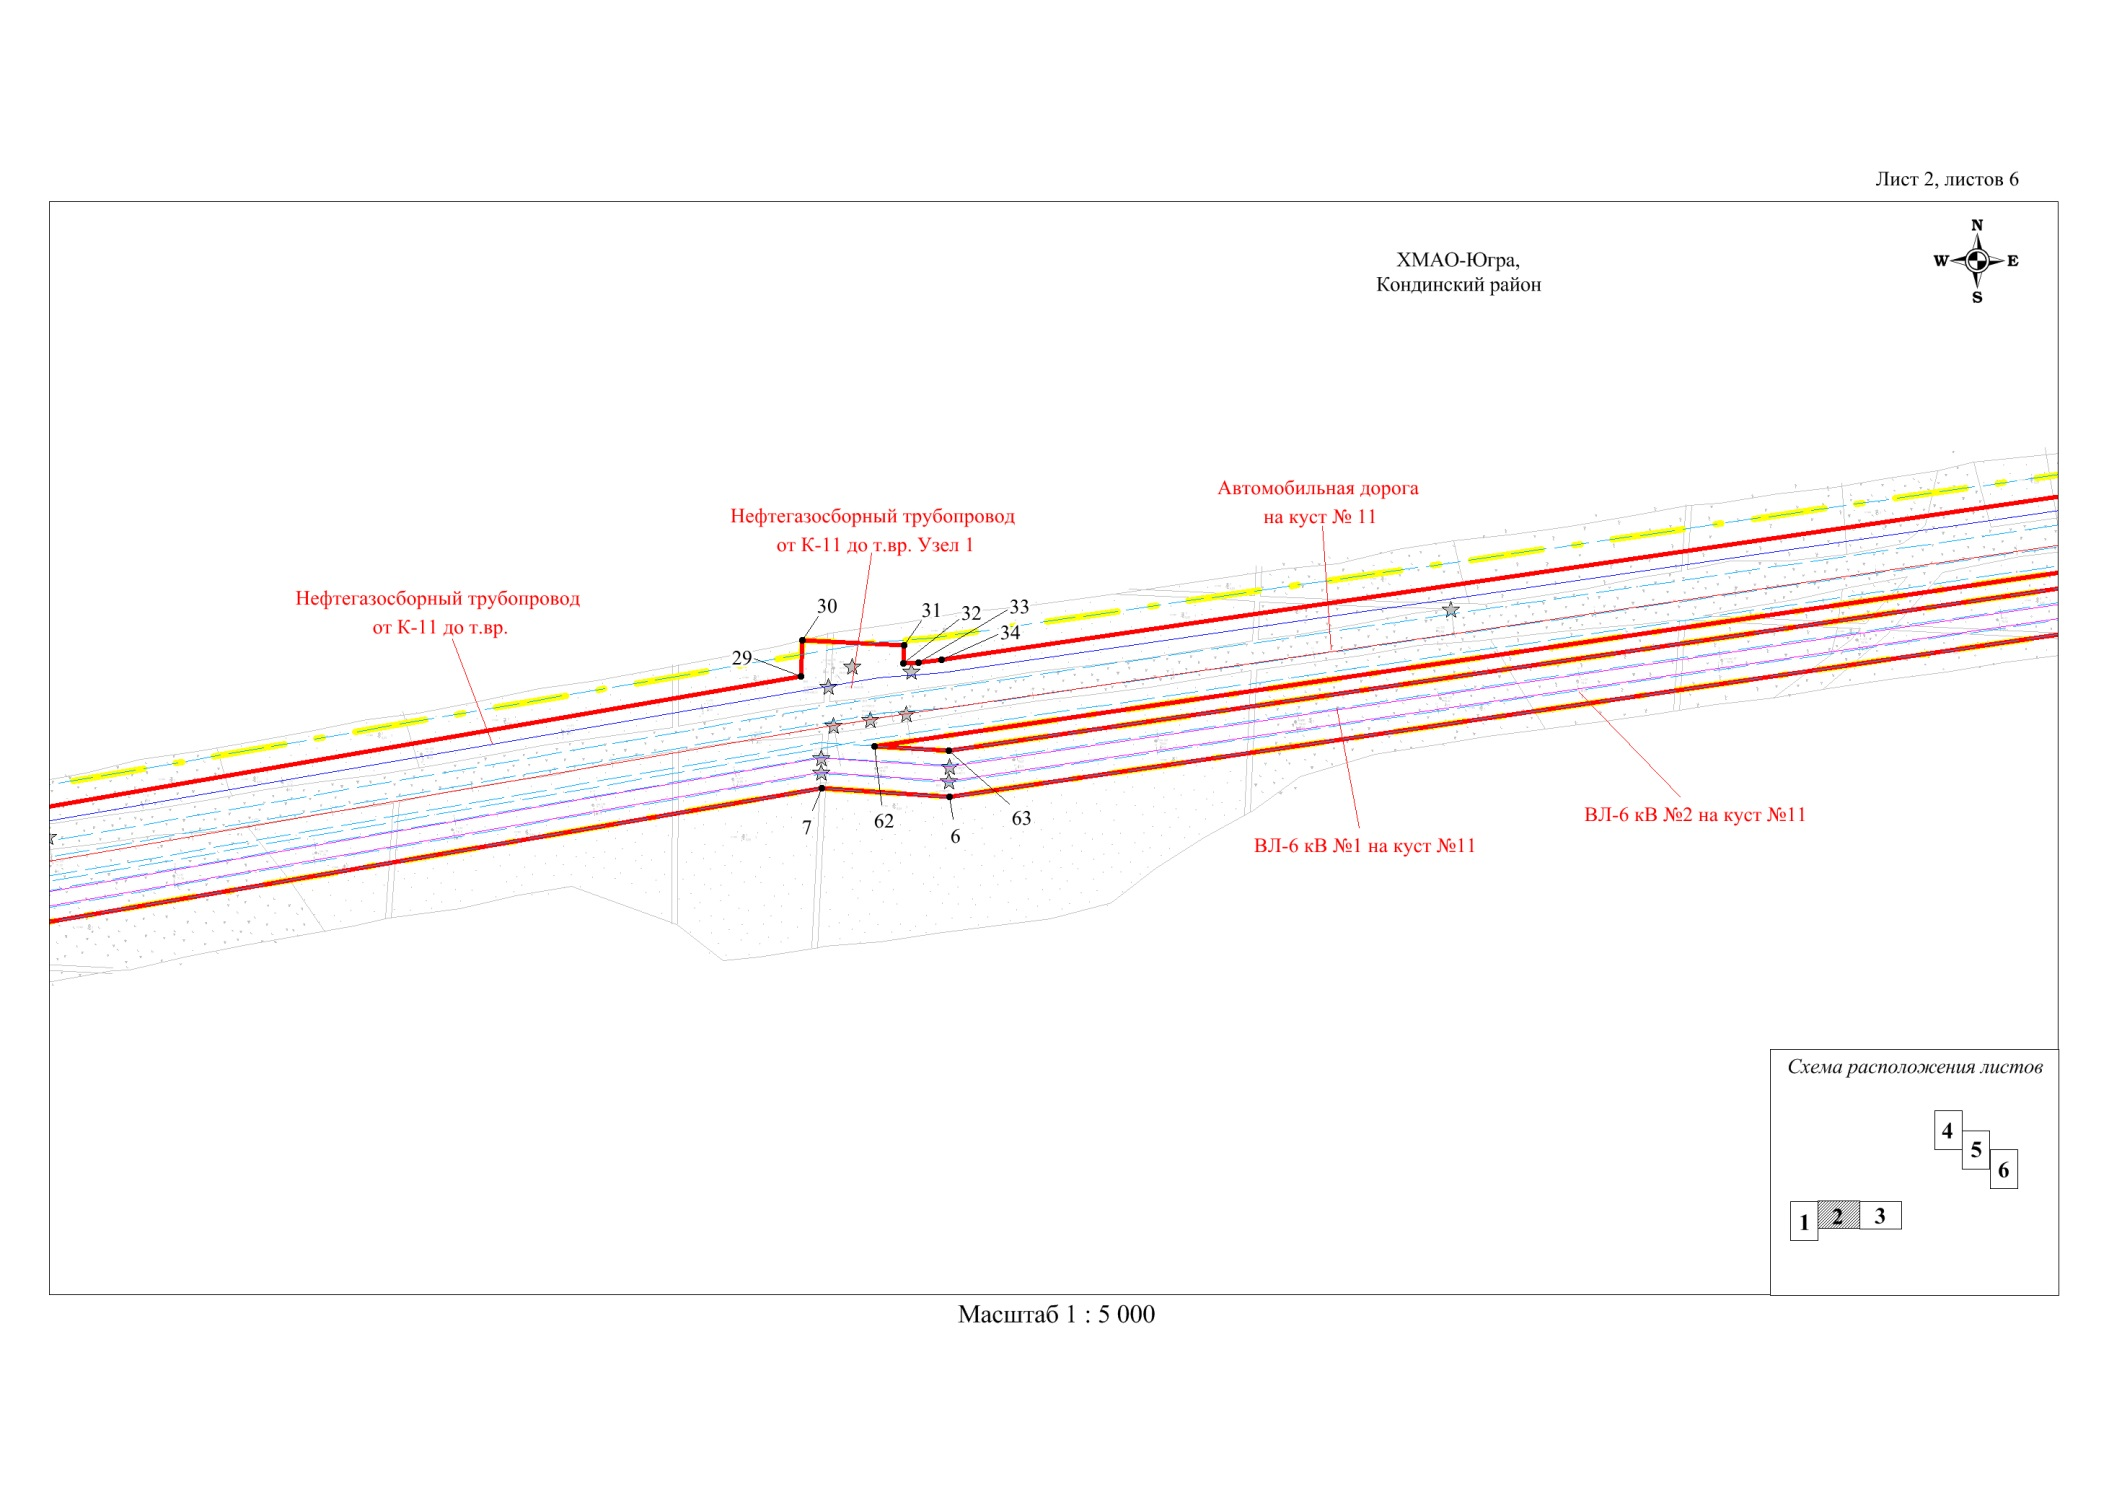 Лист 2, листов 6
N
W E
S
ХМАО-Югра,
Кондинский район
Автомобильная дорога
на куст № 11
Нефтегазосборный трубопровод
от К-11 до т.вр. Узел 1
Нефтегазосборный трубопровод
от К-11 до т.вр.
30
31
32
33
34
29
7
62
6
63
ВЛ-6 кВ №2 на куст №11
ВЛ-6 кВ №1 на куст №11
Схема расположения листов
4
5
6
1
2
3
Масштаб 1 : 5 000